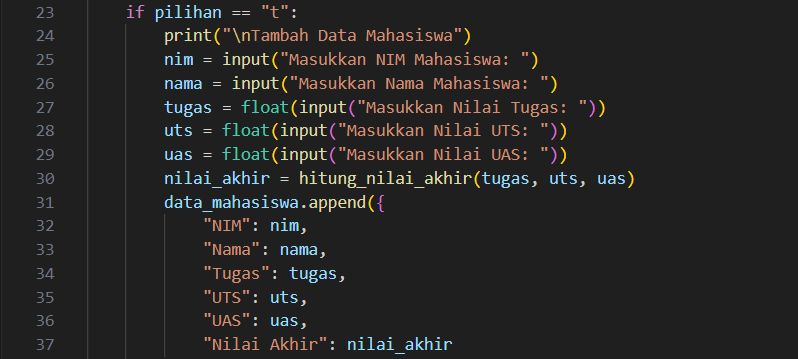 23 if pilihan == "t":
24 print("\nTambah Data Mahasiswa")
25 nim = input("Masukkan NIM Mahasiswa: ")
26 nama = input("Masukkan Nama Mahasiswa: ")
27 tugas = float(input("Masukkan Nilai Tugas: "))
28 uts = float(input("Masukkan Nilai UTS: "))
29 uas = float(input("Masukkan Nilai UAS: "))
30 nilai_akhir = hitung_nilai_akhir(tugas, uts, uas)
31 data_mahasiswa.append({
32 "NIM": nim,
33 "Nama": nama,
34 "Tugas": tugas,
35 "UTS": uts,
36 "UAS": uas,
37 "Nilai Akhir": nilai_akhir